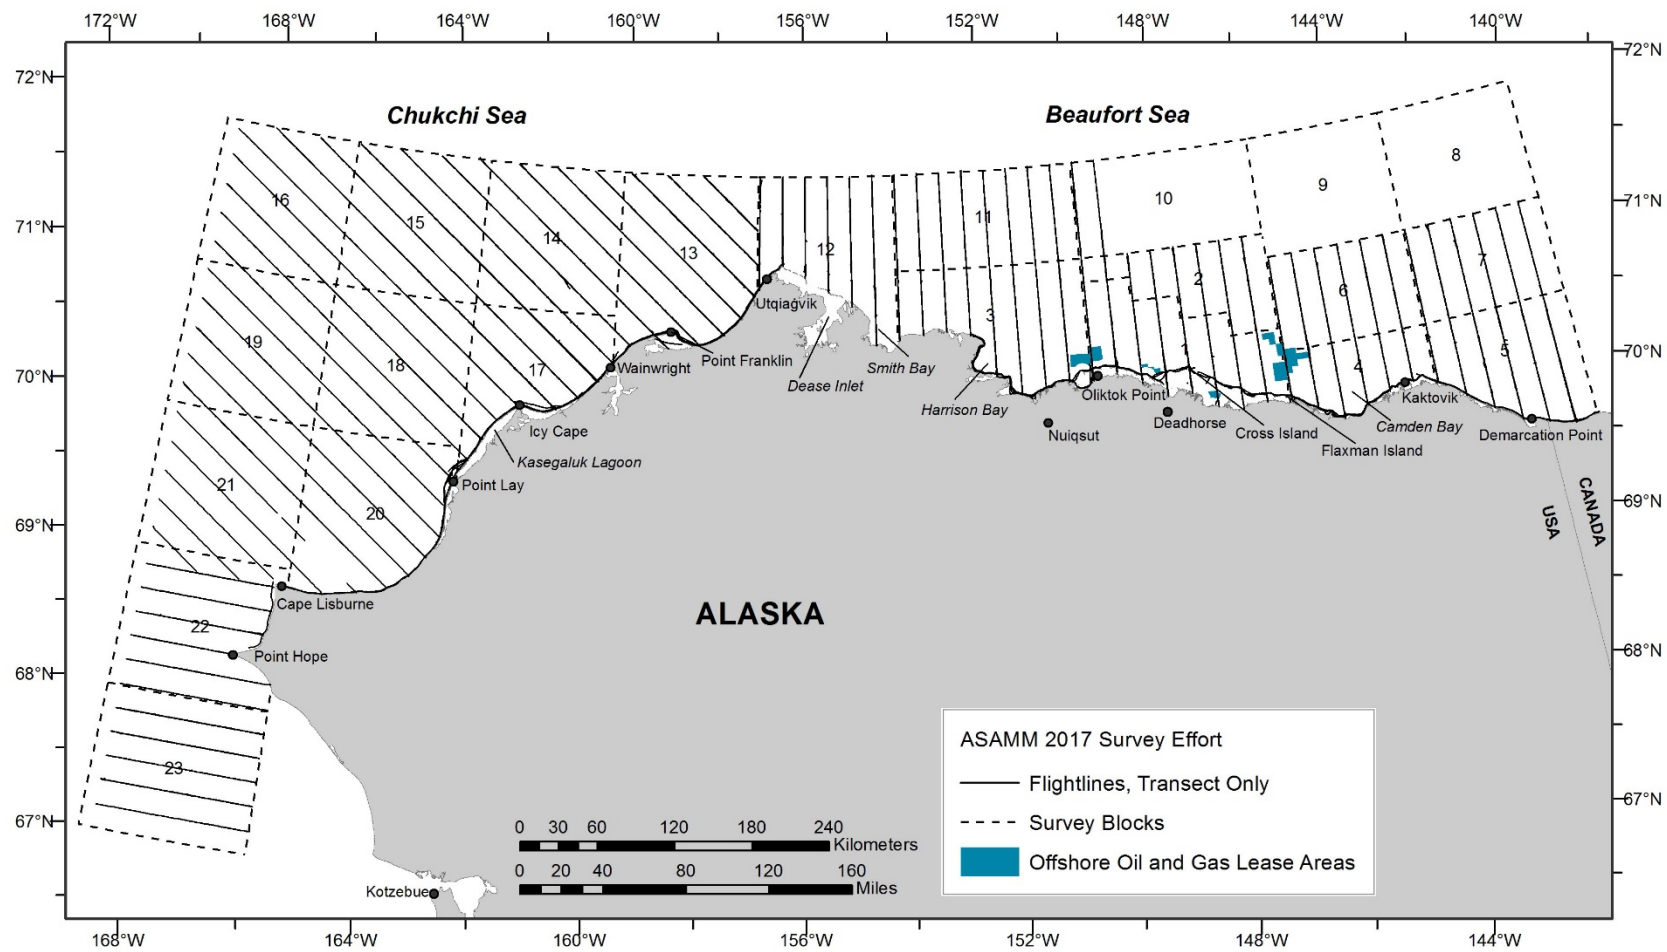 172°W 168°W 164°W 160°W 156°W 152°W 148°W 144°W 140°W
72°N
72°N
Chukchi Sea
Beaufort Sea
8
9
10
16
15
14
13
12
11
71°N
71°N
2
6
7
Utqiaġvik
3
19
18
17
Point Franklin
Wainwright
Dease Inlet
Smith Bay
1
4
5
70°N
70°N
Icy Cape
Harrison Bay
Oliktok Point
Kaktovik
Nuiqsut
Deadhorse
Cross Island
Camden Bay
Flaxman Island
Demarcation Point
Kasegaluk Lagoon
Point Lay
21
20
69°N
69°N
USA
CANADA
Cape Lisburne
ALASKA
22
Point Hope
68°N
68°N
23
67°N
67°N
ASAMM 2017 Survey Effort
Flightlines, Transect Only
Survey Blocks
Offshore Oil and Gas Lease Areas
0 30 60 120 180 240
Kilometers
0 20 40 80 120 160
Miles
Kotzebue
168°W 164°W 160°W 156°W 152°W 148°W 144°W